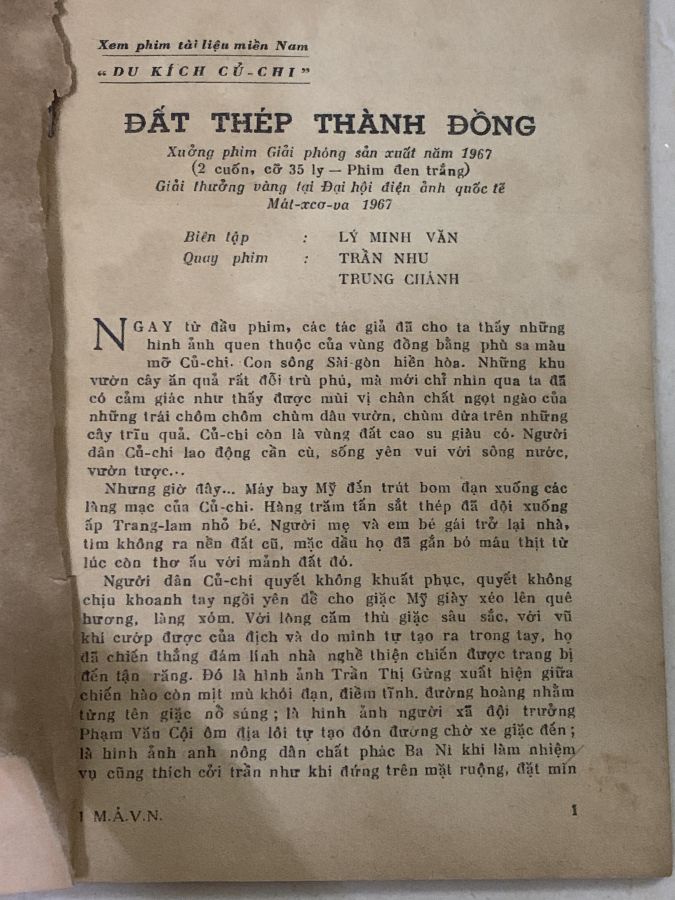 Xem phim tài liệu miền Nam
“DU KÍCH CỦ-CHI”
ĐẤT THÉP THÀNH ĐỒNG
Xưởng phim Giải phóng sản xuất năm 1967
(2 cuốn, cỡ 35 ly — Phim đen trắng)
Giải thưởng vàng tại Đại hội điện ảnh quốc tế
Mát-xcơ-va 1967
Biên tập : LÝ MINH VĂN
Quay phim : TRẦN NHU
TRUNG CHÁNH
NGAY từ đầu phim, các tác giả đã cho ta thấy những
hình ảnh quen thuộc của vùng đồng bằng phù sa màu
mỡ Củ-chi. Con sông Sài-gòn hiền hòa. Những khu
vườn cây ăn quả rất đỗi trù phú, mà mới chỉ nhìn qua ta đã
có cảm giác như thấy được mùi vị chân chất ngọt ngào của
những trái chôm chôm chùm dâu vườn, chùm dừa trên những
cây trĩu quả. Củ-chi còn là vùng đất cao su giàu có. Người
dân Củ-chi lao động cần cù, sống yên vui với sông nước,
vườn tược...
Nhưng giờ đây... Máy bay Mỹ đến trút bom đạn xuống các
làng mạc của Củ-chi. Hàng trăm tấn sắt thép đã dội xuống
ấp Trang-lam nhỏ bé. Người mẹ và em bé gái trở lại nhà,
tìm không ra nền đất cũ, mặc dầu họ đã gắn bó máu thịt từ
lúc còn thơ ấu với mảnh đất đó.
Người dân Củ-chi quyết không khuất phục, quyết không
chịu khoanh tay ngồi yên để cho giặc Mỹ giày xéo lên quê
hương, làng xóm. Với lòng căm thù giặc sâu sắc, với vũ
khí cướp được của địch và do mình tự tạo ra trong tay, họ
đã chiến thắng đám lính nhà nghề thiện chiến được trang bị
đến tận răng. Đó là hình ảnh Trần Thị Gừng xuất hiện giữa
chiến hào còn mịt mù khói đạn, điềm tĩnh. đường hoàng nhằm
từng tên giặc nổ súng ; là hình ảnh người xã đội trưởng
Phạm Văn Cội ôm địa lôi tự tạo đón đường chờ xe giặc đến ;
là hình ảnh anh nông dân chất phác Ba Nì khi làm nhiệm
vụ cũng thích cởi trần như khi đứng trên mặt ruộng, đặt mìn
1 M.Ả.V.N.
1